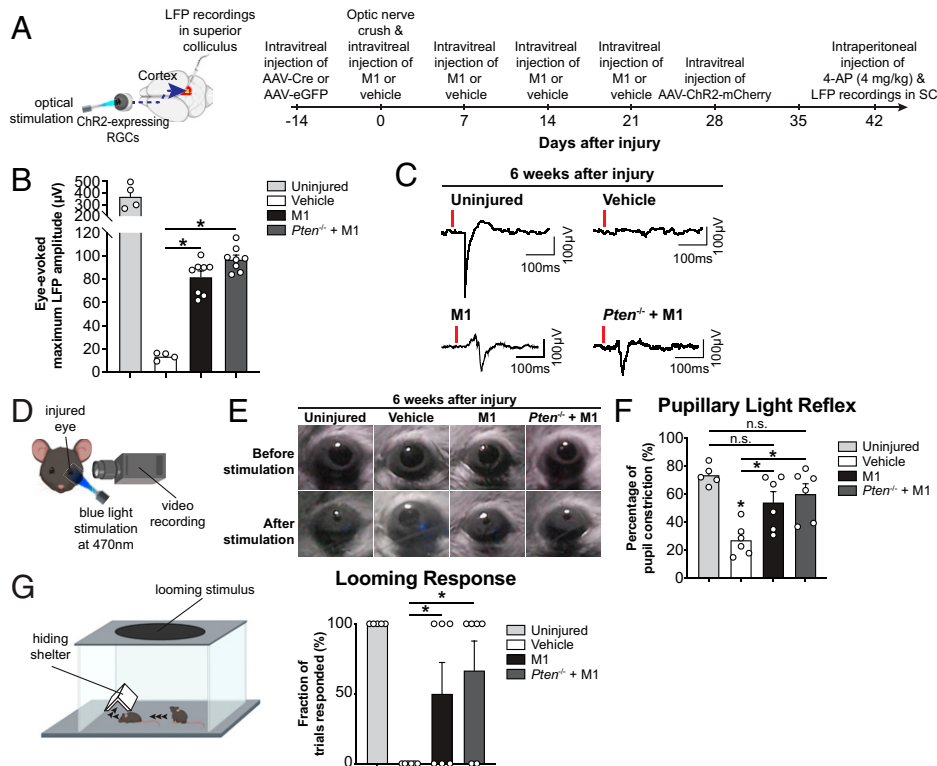 A
LFP recordings
in superior
colliculus
Cortex
optical
stimulation
ChR2-expressing
RGCs
Intravitreal
injection of
AAV-Cre or
AAV-eGFP
Optic nerve
crush &
intravitreal
injection of
M1 or
vehicle
Intravitreal
injection of
M1 or
vehicle
Intravitreal
injection of
M1 or
vehicle
Intravitreal
injection of
M1 or
vehicle
Intravitreal
injection of
AAV-ChR2-mCherry
Intraperitoneal
injection of
4-AP (4 mg/kg) &
LFP recordings in SC
-14 0 7 14 21 28 35 42
Days after injury
B
Eye-evoked
maximum LFP amplitude (µV)
500
400
300
200
120
100
80
60
40
20
0
*
*
Uninjured
Vehicle
M1
Pten-/- + M1
C
6 weeks after injury
Uninjured
100ms
100µV
Vehicle
100ms
100µV
M1
100ms
100µV
Pten-/- + M1
100ms
100µV
D
injured
eye
blue light
stimulation
at 470nm
video
recording
E
6 weeks after injury
Uninjured Vehicle M1 Pten-/- + M1
Before
stimulation
After
stimulation
F
Pupillary Light Reflex
Percentage of
pupil constriction (%)
100
80
60
40
20
0
n.s.
n.s.
*
*
*
Uninjured
Vehicle
M1
Pten-/- + M1
G
looming stimulus
hiding
shelter
Looming Response
Fraction of
trials responded (%)
100
50
0
*
*
Uninjured
Vehicle
M1
Pten-/- + M1